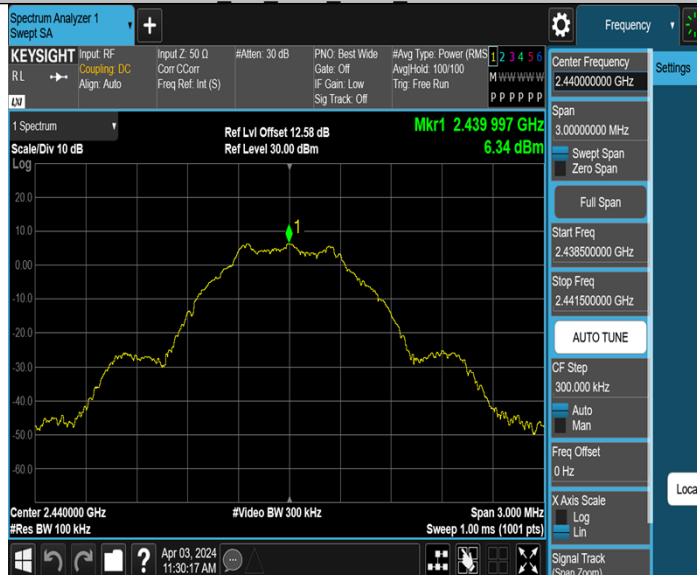 Spectrum Analyzer 1
Swept SA
+
Frequency
KEYSIGHT
RL
LXI
Input: RF
Coupling: DC
Align: Auto
Input Z: 50 Ω
Corr CCorr
Freq Ref: Int (S)
#Atten: 30 dB
PNO: Best Wide
Gate: Off
IF Gain: Low
Sig Track: Off
#Avg Type: Power (RMS
Avg|Hold: 100/100
Trig: Free Run
1 2 3 4 5 6
M W W W W W
P P P P P P
1 Spectrum
Scale/Div 10 dB
Log
Ref Lvl Offset 12.58 dB
Ref Level 30.00 dBm
Mkr1 2.439 997 GHz
6.34 dBm
1
20.0
10.0
0.00
-10.0
-20.0
-30.0
-40.0
-50.0
-60.0
Center 2.440000 GHz
#Res BW 100 kHz
#Video BW 300 kHz
Span 3.000 MHz
Sweep 1.00 ms (1001 pts)
?
Apr 03, 2024
11:30:17 AM
Center Frequency
2.440000000 GHz
Span
3.00000000 MHz
Swept Span
Zero Span
Full Span
Start Freq
2.438500000 GHz
Stop Freq
2.441500000 GHz
AUTO TUNE
CF Step
300.000 kHz
Auto
Man
Freq Offset
0 Hz
X Axis Scale
Log
Lin
Signal Track
(Span Zoom)
Settings
Loca